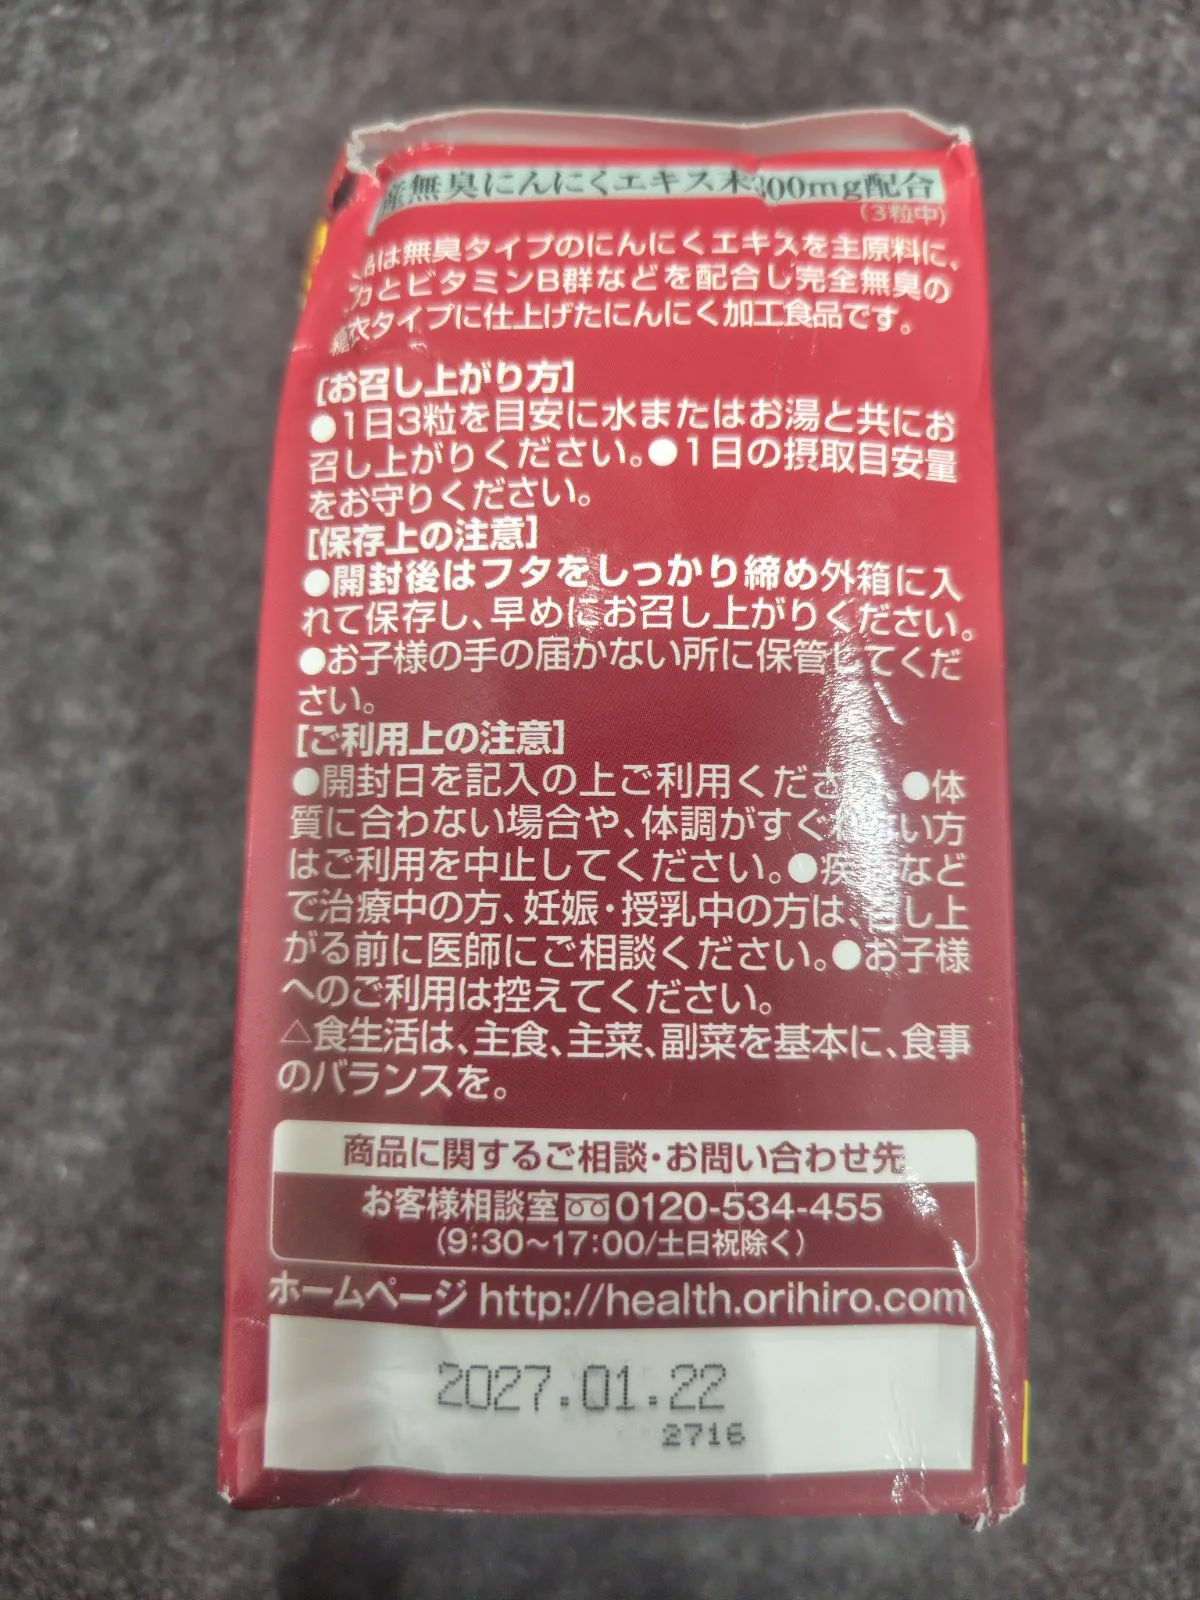 産無臭にんにくエキス末300mg配合
(3粒中)
品は無臭タイプのにんにくエキスを主原料に、
カとビタミンB群などを配合し完全無臭の
糖衣タイプに仕上げたにんにく加工食品です。
[お召し上がり方]
●1日3粒を目安に水またはお湯と共にお
召し上がりください。●1日の摂取目安量
をお守りください。
[保存上の注意]
●開封後はフタをしっかり締め外箱に入
れて保存し、早めにお召し上がりください。
●お子様の手の届かない所に保管してくだ
さい。
[ご利用上の注意]
●開封日を記入の上ご利用くださ ●体
質に合わない場合や、体調がすぐれない方
はご利用を中止してください。●疾病など
で治療中の方、妊娠・授乳中の方は、召し上
がる前に医師にご相談ください。●お子様
へのご利用は控えてください。
△食生活は、主食、主菜、副菜を基本に、食事
のバランスを。
商品に関するご相談・お問い合わせ先
お客様相談室 0120-534-455
(9:30〜17:00/土日祝除く)
ホームページ http://health.orihiro.com
2027.01.22
2716